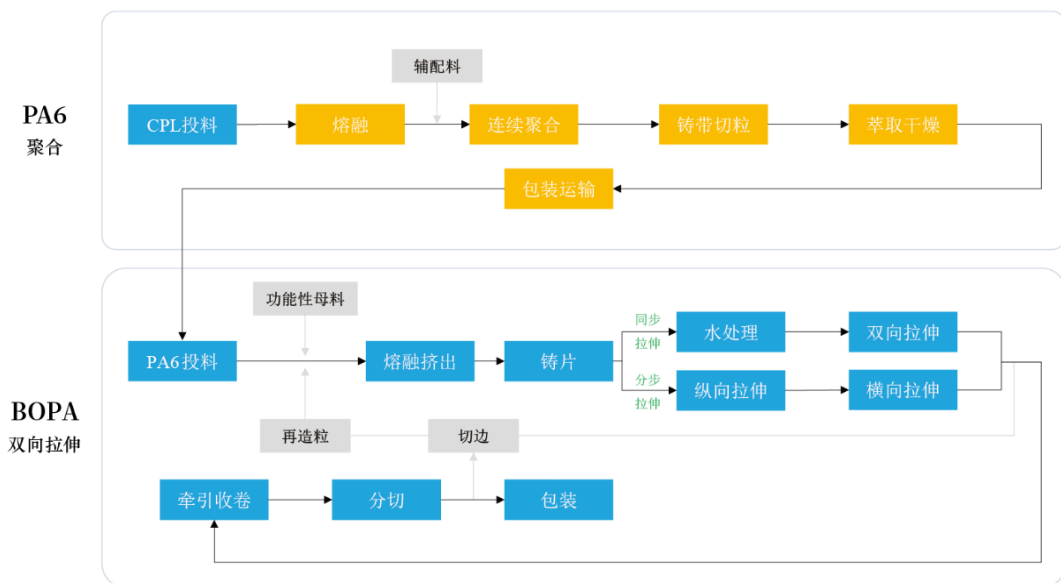 PA6
聚合
辅配料
CPL投料
熔融
连续聚合
铸带切粒
萃取干燥
包装运输
BOPA
双向拉伸
功能性母料
PA6投料
熔融挤出
铸片
同步
拉伸
水处理
双向拉伸
分步
拉伸
纵向拉伸
横向拉伸
再造粒
切边
牵引收卷
分切
包装